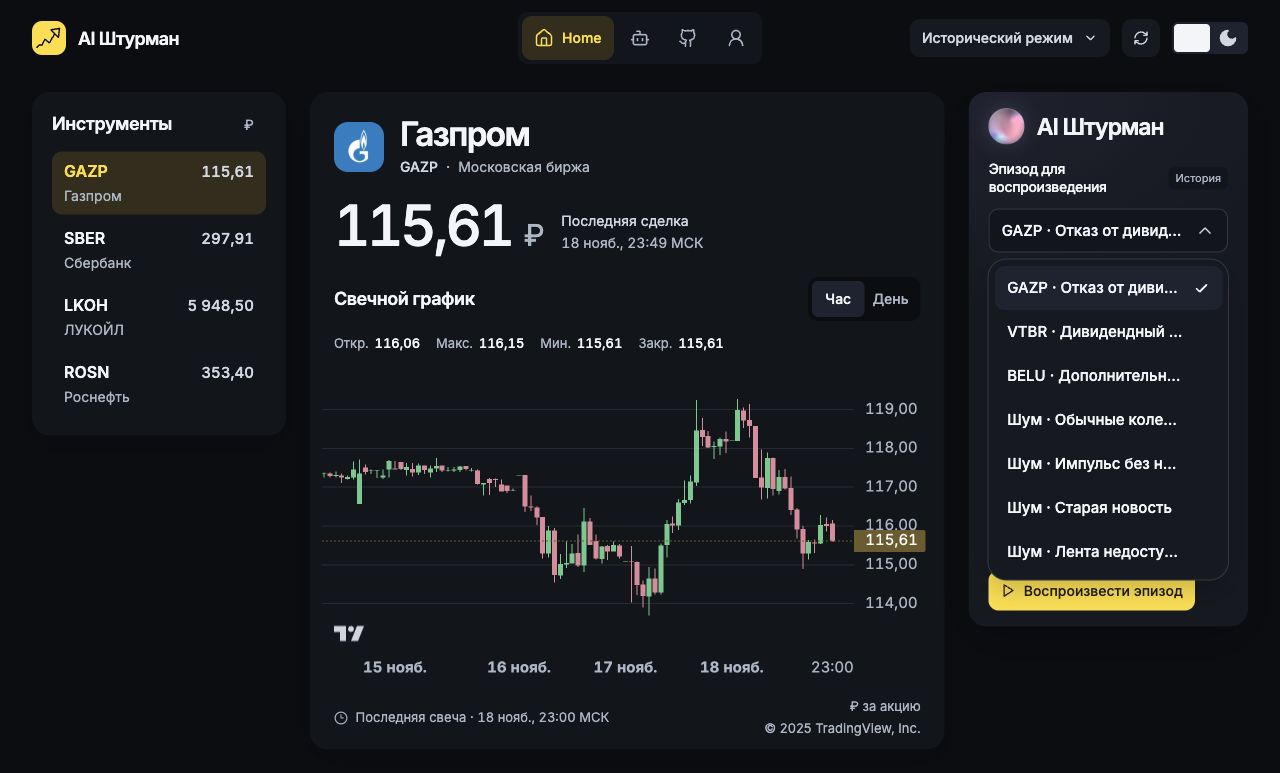 AI Штурман
Home
Исторический режим
Инструменты ₽
GAZP 115,61
Газпром
SBER 297,91
Сбербанк
LKOH 5 948,50
ЛУКОЙЛ
ROSN 353,40
Роснефть
Газпром
GAZP · Московская биржа
115,61 ₽
Последняя сделка
18 нояб., 23:49 МСК
Свечной график
Час День
Откр. 116,06 Макс. 116,15 Мин. 115,61 Закр. 115,61
119,00
118,00
117,00
116,00
115,61
115,00
114,00
15 нояб. 16 нояб. 17 нояб. 18 нояб. 23:00
Последняя свеча · 18 нояб., 23:00 МСК
₽ за акцию
© 2025 TradingView, Inc.
AI Штурман
Эпизод для
воспроизведения
История
GAZP · Отказ от дивид...
GAZP · Отказ от диви...
VTBR · Дивидендный ...
BELU · Дополнительн...
Шум · Обычные коле...
Шум · Импульс без н...
Шум · Старая новость
Шум · Лента недосту...
Воспроизвести эпизод